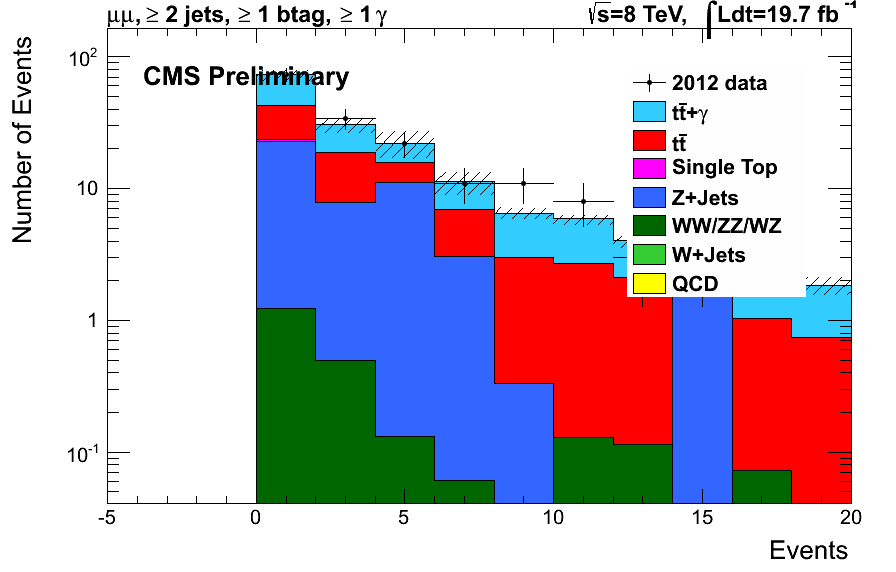 μμ, ≥ 2 jets, ≥ 1 btag, ≥ 1 γ
√s=8 TeV, ∫Ldt=19.7 fb⁻¹
CMS Preliminary
Number of Events
10²
10
1
10⁻¹
2012 data
tt̄+γ
tt̄
Single Top
Z+Jets
WW/ZZ/WZ
W+Jets
QCD
-5 0 5 10 15 20
Events